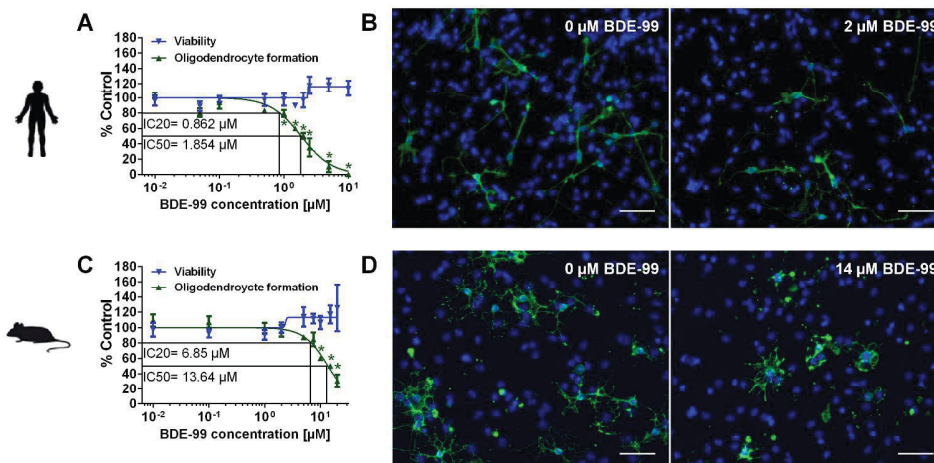 A
180
160
140
120
100
80
60
40
20
0
% Control
Viability
Oligodendrocyte formation
IC20= 0.862 µM
IC50= 1.854 µM
* * * * * *
10-2 10-1 100 101
BDE-99 concentration [µM]
B
0 µM BDE-99
2 µM BDE-99
C
180
160
140
120
100
80
60
40
20
0
% Control
Viability
Oligodendroycte formation
IC20= 6.85 µM
IC50= 13.64 µM
* * *
10-2 10-1 100 101
BDE-99 concentration [µM]
D
0 µM BDE-99
14 µM BDE-99